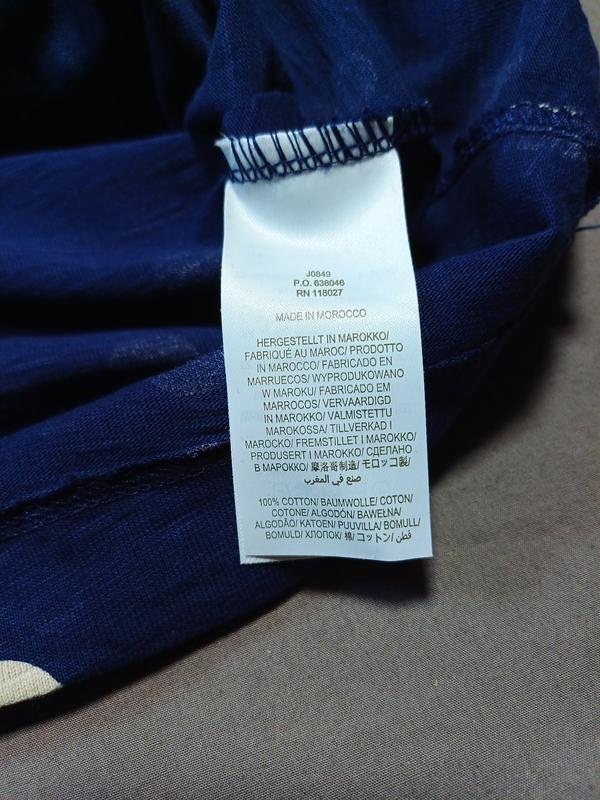 J0849
P.O. 638046
RN 118027
MADE IN MOROCCO
HERGESTELLT IN MAROKKO/
FABRIQUÉ AU MAROC/ PRODOTTO
IN MAROCCO/ FABRICADO EN
MARRUECOS/ WYPRODUKOWANO
W MAROKU/ FABRICADO EM
MARROCOS/ VERVAARDIGD
IN MAROKKO/ VALMISTETTU
MAROKOSSA/ TILLVERKAD I
MAROCKO/ FREMSTILLET I MAROKKO/
PRODUSERT I MAROKKO/ СДЕЛАНО
В МАРОККО/ 摩洛哥制造/ モロッコ製/
صنع في المغرب
100% COTTON/ BAUMWOLLE/ COTON/
COTONE/ ALGODÓN/ BAWEŁNA/
ALGODÃO/ KATOEN/ PUUVILLA/ BOMULL/
BOMULD/ ХЛОПОК/ 棉/ コットン/ قطن